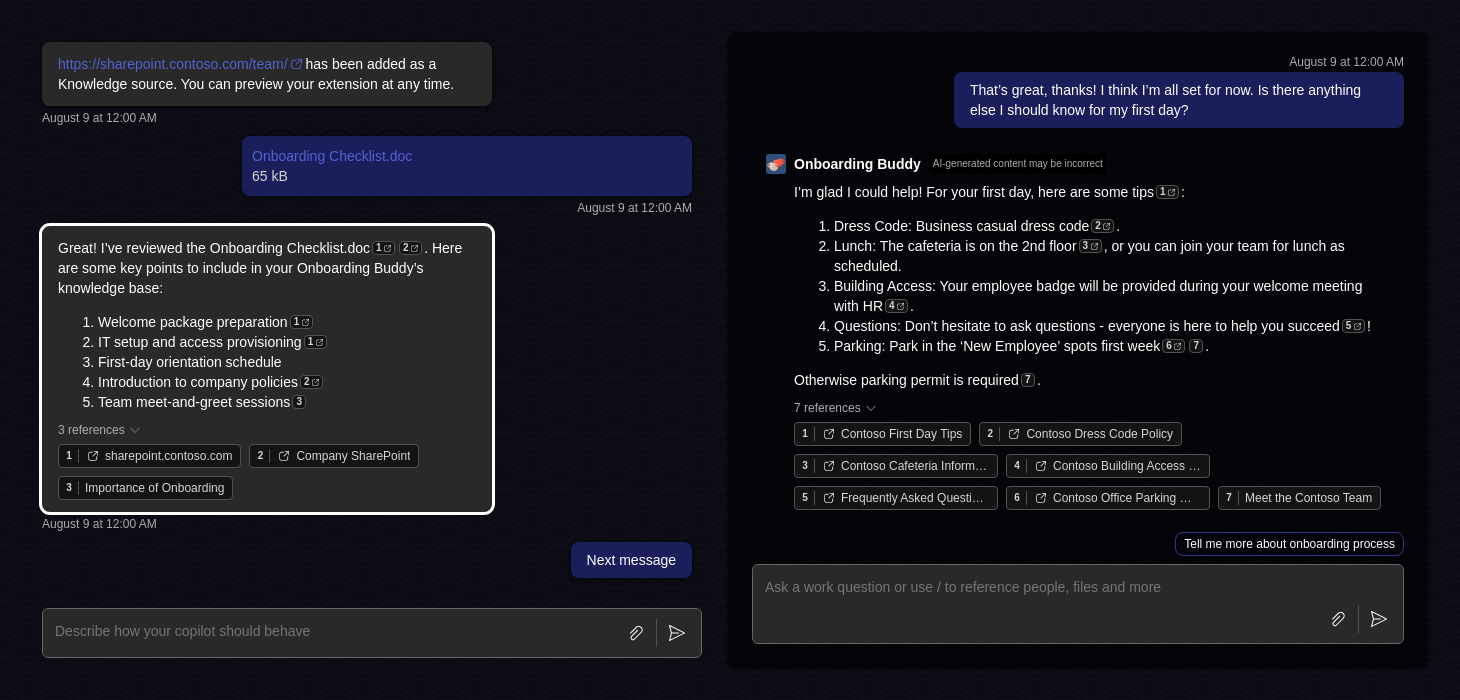 https://sharepoint.contoso.com/team/ has been added as a
Knowledge source. You can preview your extension at any time.
August 9 at 12:00 AM
Onboarding Checklist.doc
65 kB
August 9 at 12:00 AM
Great! I’ve reviewed the Onboarding Checklist.doc 1 2 . Here
are some key points to include in your Onboarding Buddy’s
knowledge base:
1. Welcome package preparation 1
2. IT setup and access provisioning 1
3. First-day orientation schedule
4. Introduction to company policies 2
5. Team meet-and-greet sessions 3
3 references
1 sharepoint.contoso.com 2 Company SharePoint
3 Importance of Onboarding
August 9 at 12:00 AM
Next message
Describe how your copilot should behave
August 9 at 12:00 AM
That’s great, thanks! I think I’m all set for now. Is there anything
else I should know for my first day?
Onboarding Buddy AI-generated content may be incorrect
I’m glad I could help! For your first day, here are some tips 1 :
1. Dress Code: Business casual dress code 2 .
2. Lunch: The cafeteria is on the 2nd floor 3 , or you can join your team for lunch as
scheduled.
3. Building Access: Your employee badge will be provided during your welcome meeting
with HR 4 .
4. Questions: Don’t hesitate to ask questions - everyone is here to help you succeed 5 !
5. Parking: Park in the ‘New Employee’ spots first week 6 7 .
Otherwise parking permit is required 7 .
7 references
1 Contoso First Day Tips 2 Contoso Dress Code Policy
3 Contoso Cafeteria Inform… 4 Contoso Building Access …
5 Frequently Asked Questi… 6 Contoso Office Parking … 7 Meet the Contoso Team
Tell me more about onboarding process
Ask a work question or use / to reference people, files and more